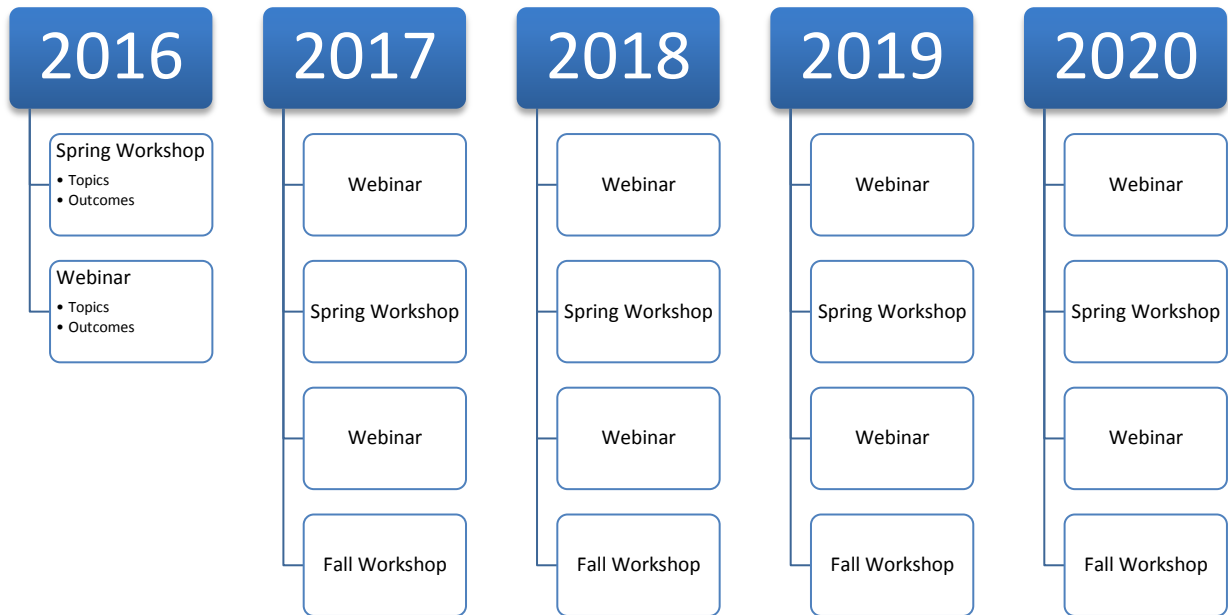 2016
Spring Workshop
• Topics
• Outcomes
Webinar
• Topics
• Outcomes
2017
Webinar
Spring Workshop
Webinar
Fall Workshop
2018
Webinar
Spring Workshop
Webinar
Fall Workshop
2019
Webinar
Spring Workshop
Webinar
Fall Workshop
2020
Webinar
Spring Workshop
Webinar
Fall Workshop